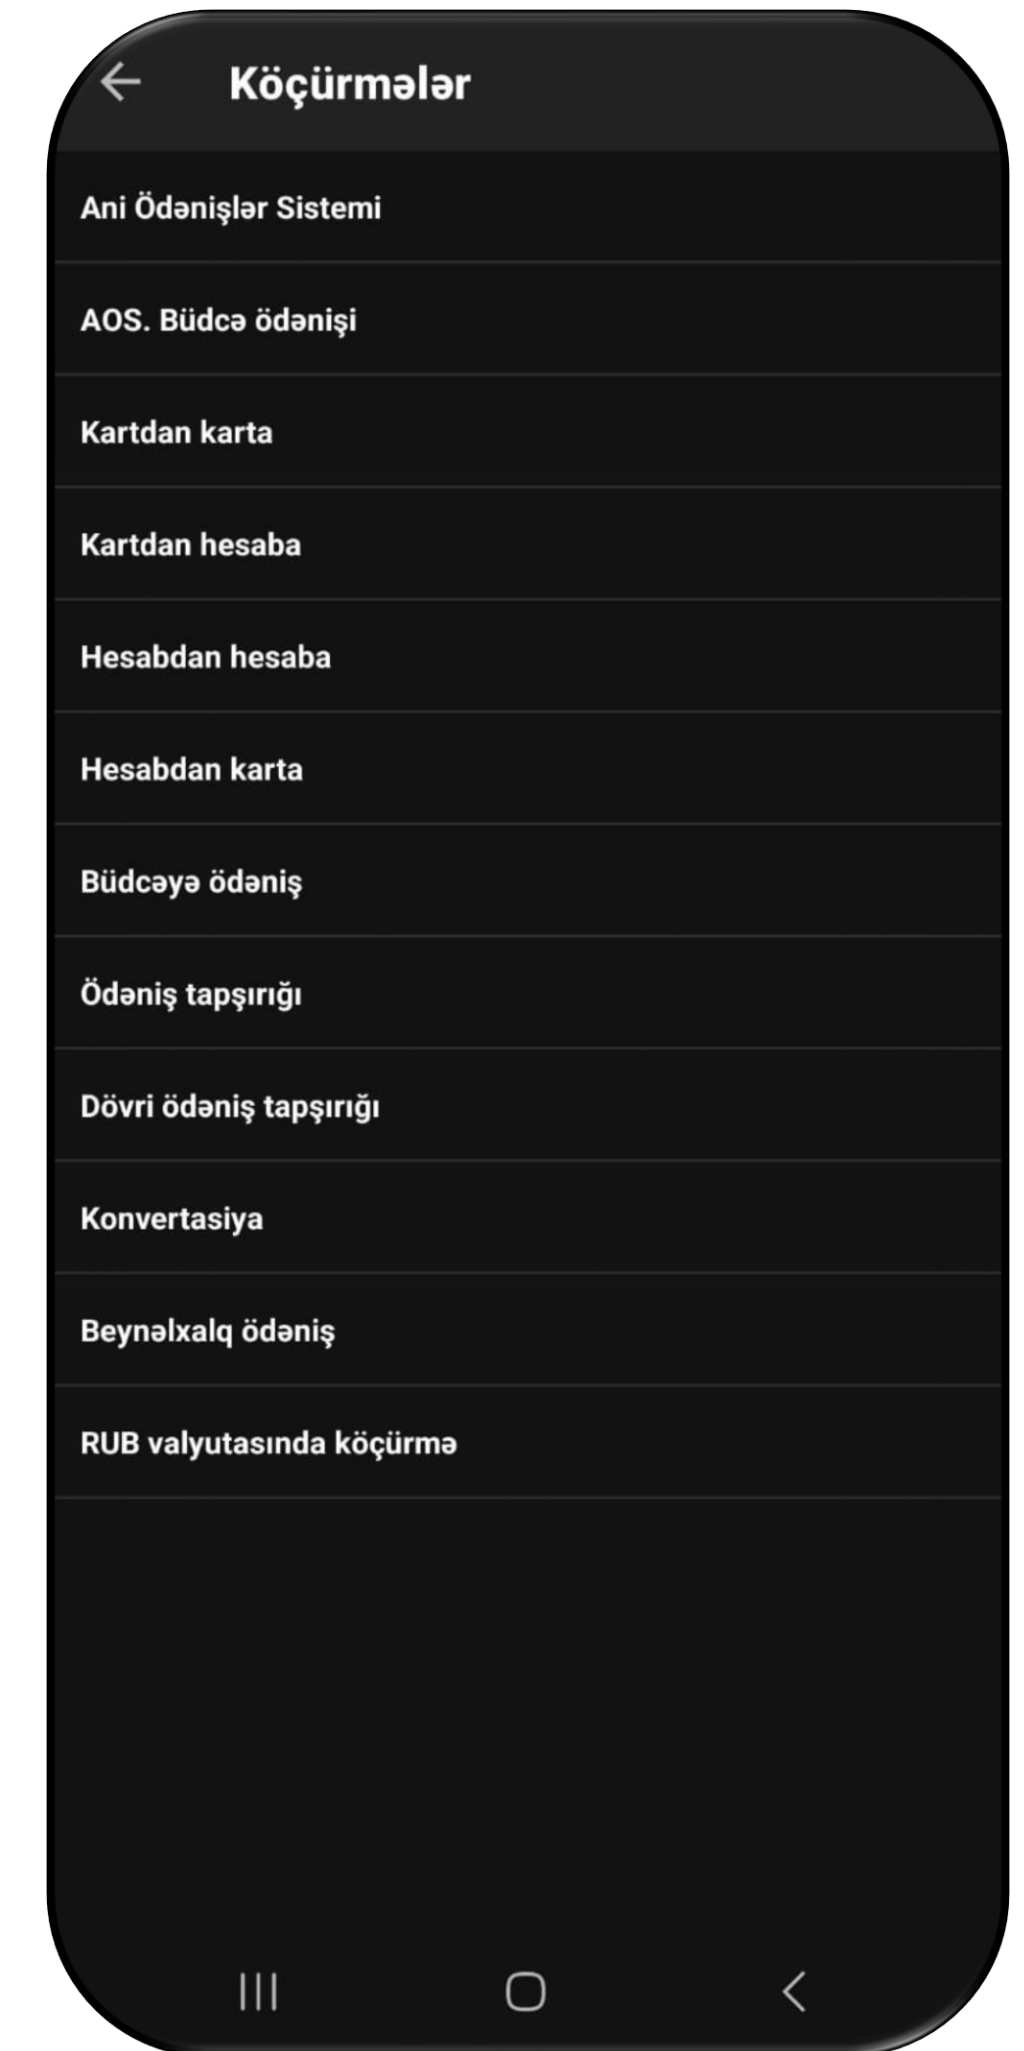 Köçürmələr
Ani Ödənişlər Sistemi
AOS. Büdcə ödənişi
Kartdan karta
Kartdan hesaba
Hesabdan hesaba
Hesabdan karta
Büdcəyə ödəniş
Ödəniş tapşırığı
Dövri ödəniş tapşırığı
Konvertasiya
Beynəlxalq ödəniş
RUB valyutasında köçürmə